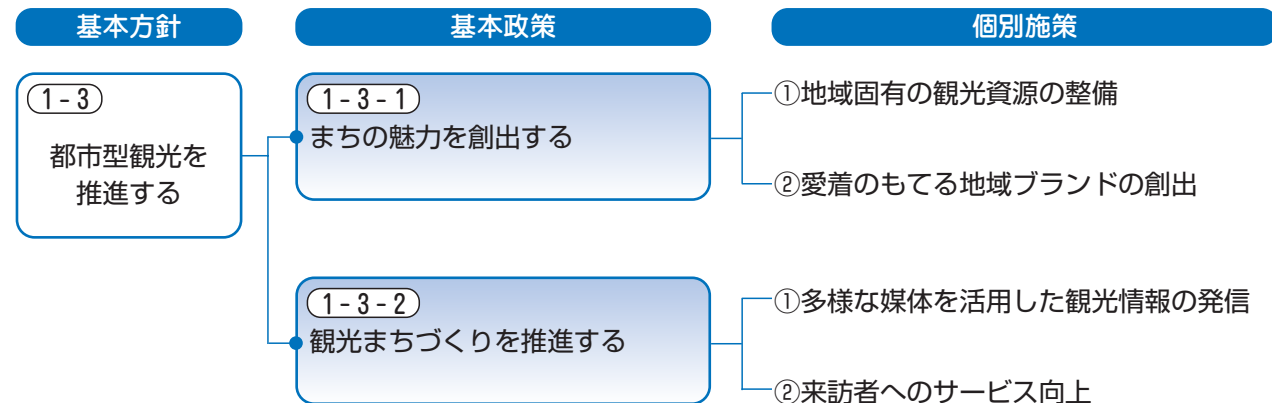 基本方針
基本政策
個別施策
1-3
都市型観光を
推進する
1-3-1
まちの魅力を創出する
①地域固有の観光資源の整備
②愛着のもてる地域ブランドの創出
1-3-2
観光まちづくりを推進する
①多様な媒体を活用した観光情報の発信
②来訪者へのサービス向上